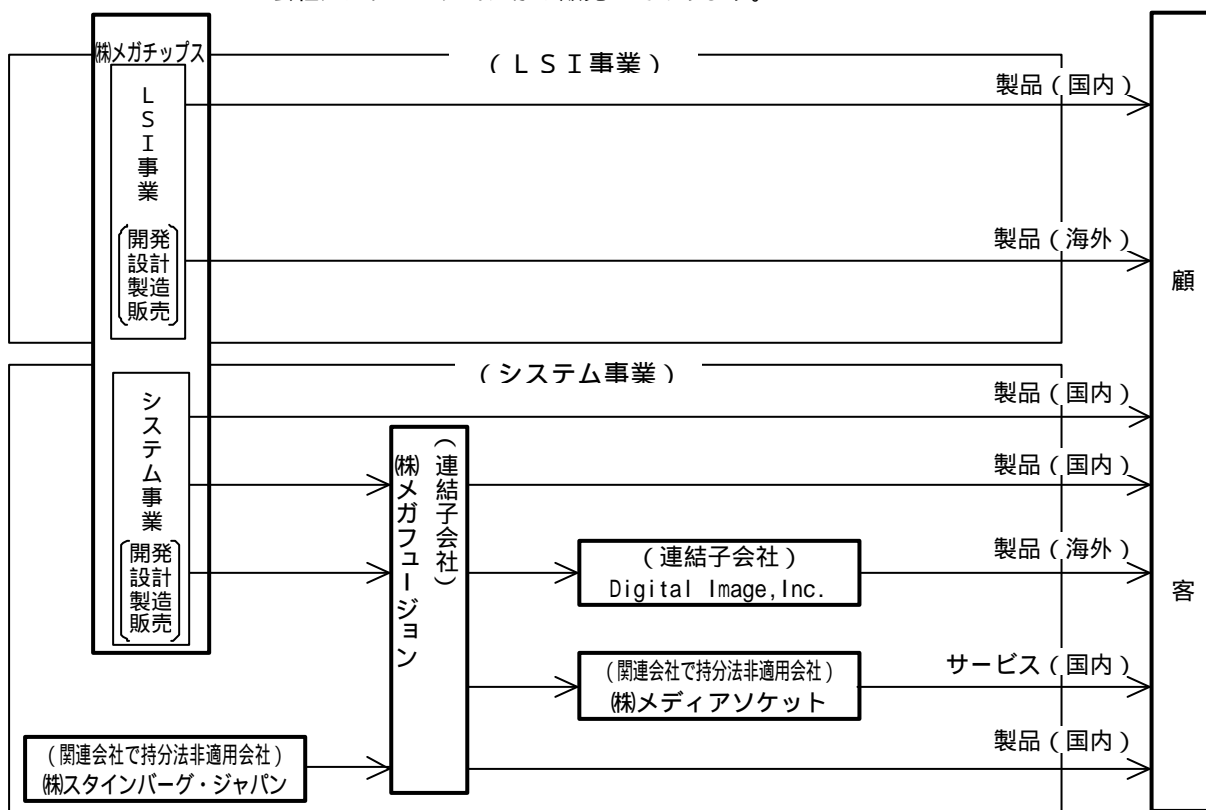 ㈱メガチップス
（ＬＳＩ事業）
製品（国内）
ＬＳＩ事業
開発
設計
製造
販売
製品（海外）
顧客
（システム事業）
製品（国内）
システム事業
開発
設計
製造
販売
（連結子会社）
㈱メガフュージョン
製品（国内）
（連結子会社）
Digital Image,Inc.
製品（海外）
（関連会社で持分法非適用会社）
㈱メディアソケット
サービス（国内）
（関連会社で持分法非適用会社）
㈱スタインバーグ・ジャパン
製品（国内）